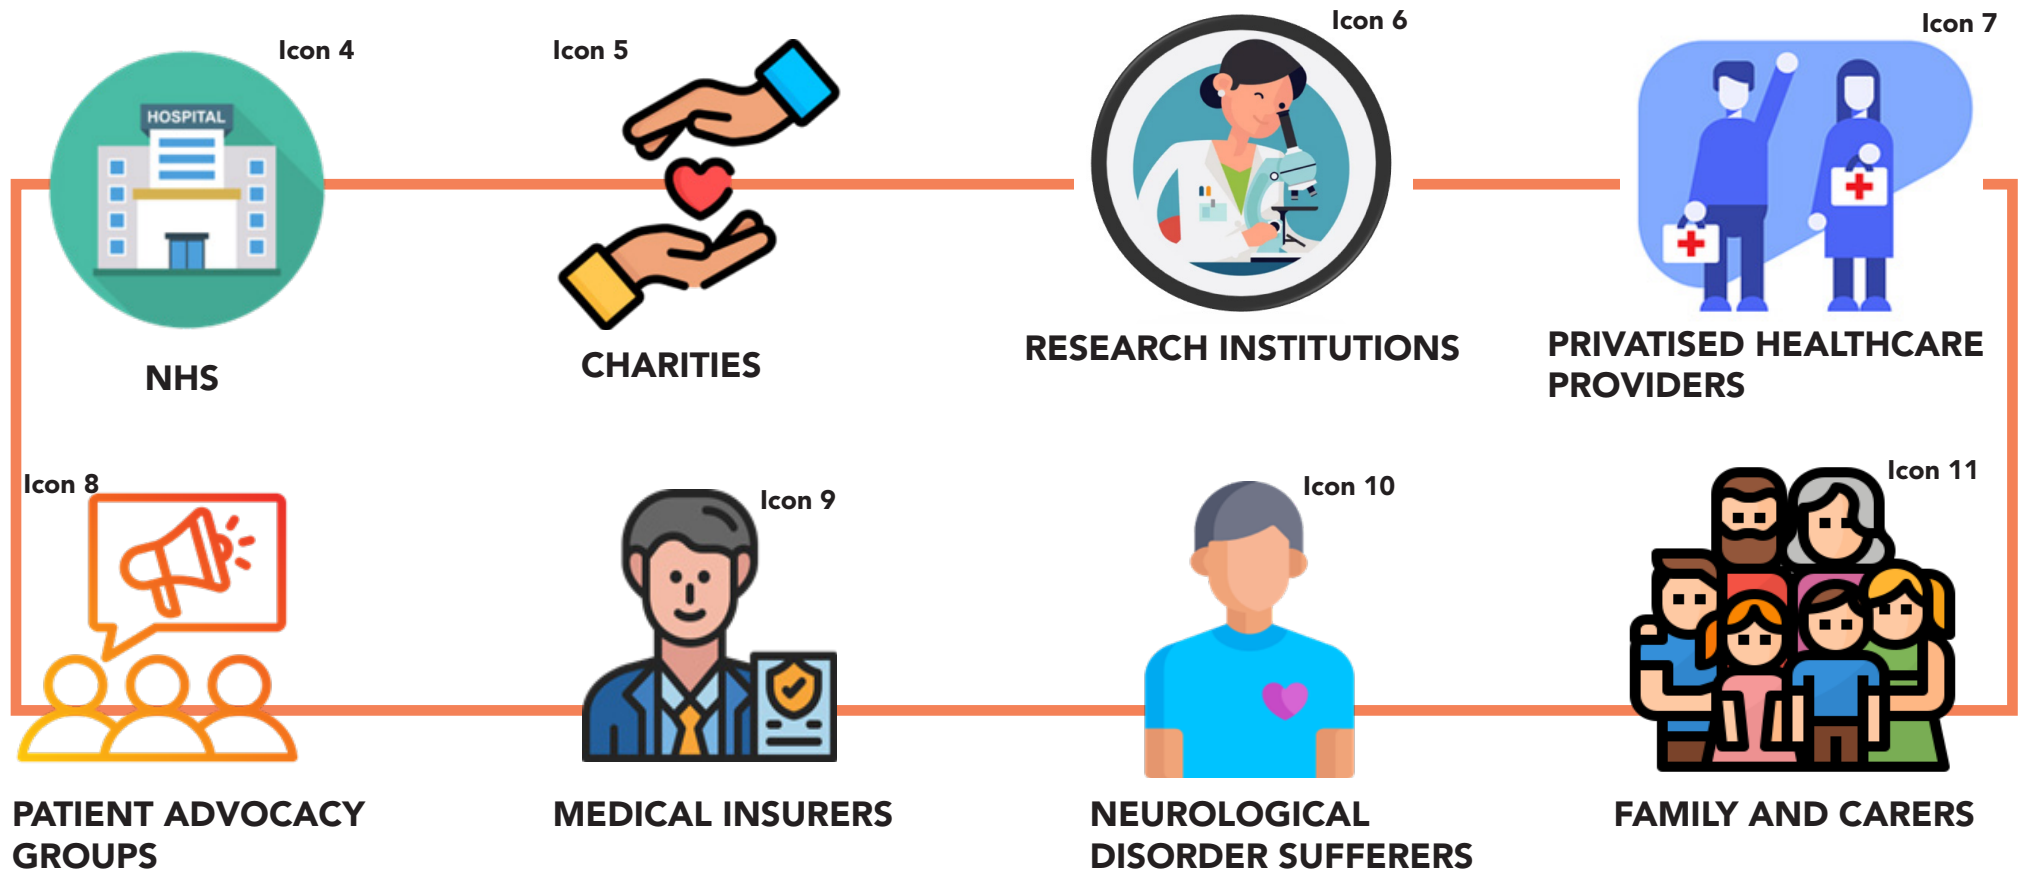 Icon 4
Icon 5
Icon 6
Icon 7
HOSPITAL
NHS
CHARITIES
RESEARCH INSTITUTIONS
PRIVATISED HEALTHCARE
PROVIDERS
Icon 8
Icon 9
Icon 10
Icon 11
PATIENT ADVOCACY
GROUPS
MEDICAL INSURERS
NEUROLOGICAL
DISORDER SUFFERERS
FAMILY AND CARERS